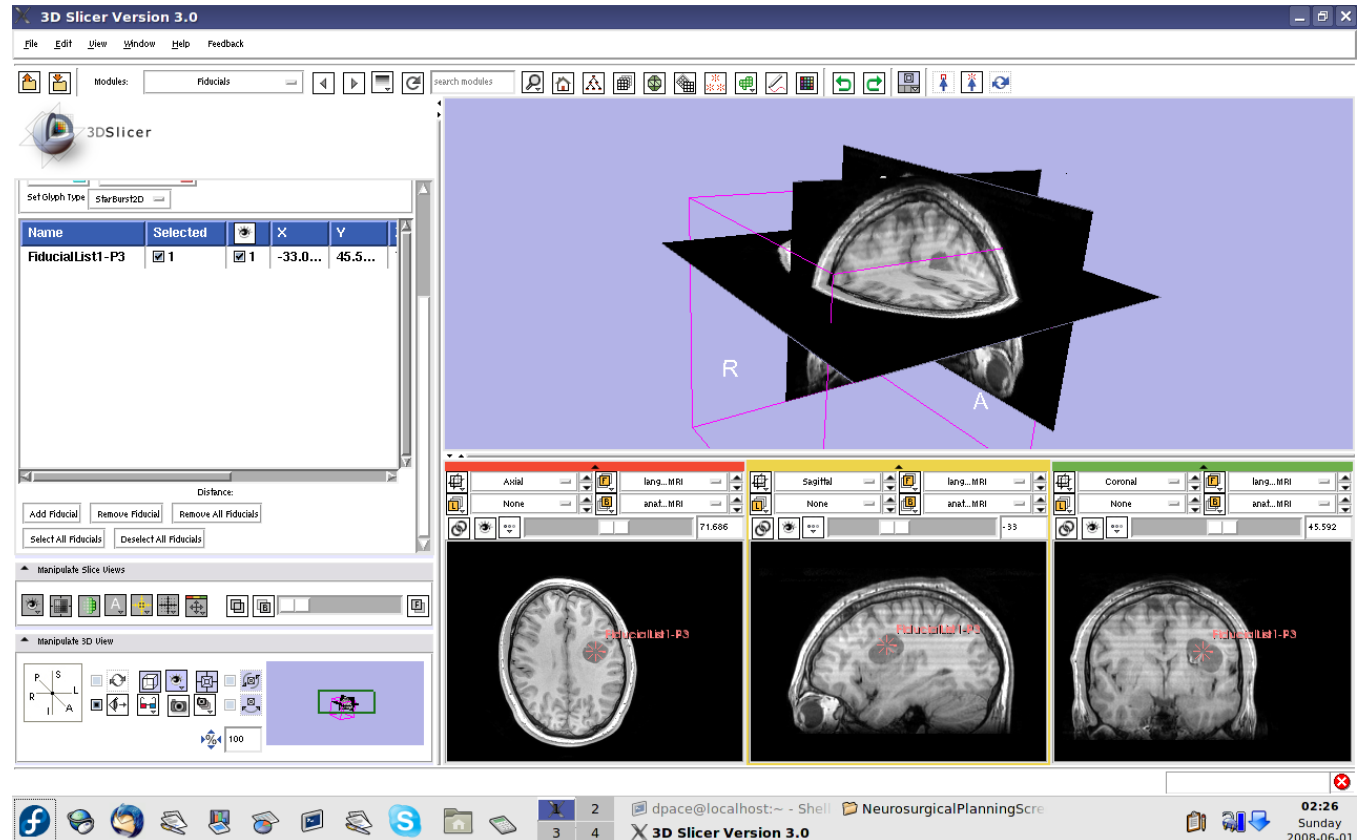 3D Slicer Version 3.0
File Edit View Window Help Feedback
Modules: Fiducials search modules
3DSlicer
Set Glyph Type StarBurst2D
Name Selected X Y
FiducialList1-P3 1 1 -33.0... 45.5...
Distance:
Add Fiducial Remove Fiducial Remove All Fiducials
Select All Fiducials Deselect All Fiducials
Manipulate Slice Views
A
B F
Manipulate 3D View
P S
R L
I A
100
R
A
Axial F lang...MRI
L None B anat...MRI
71.686
Sagittal F lang...MRI
L None B anat...MRI
-33
Coronal F lang...MRI
L None B anat...MRI
45.592
FiducialList1-P3
FiducialList1-P3
FiducialList1-P3
1 2 dpace@localhost:~ - Shell NeurosurgicalPlanningScre
3 4 3D Slicer Version 3.0
02:26
Sunday
2008-06-01